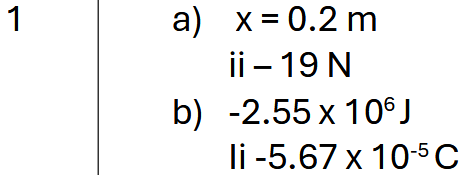 1 a) x = 0.2 m
ii – 19 N
b) -2.55 x 10⁶ J
Ii -5.67 x 10⁻⁵ C